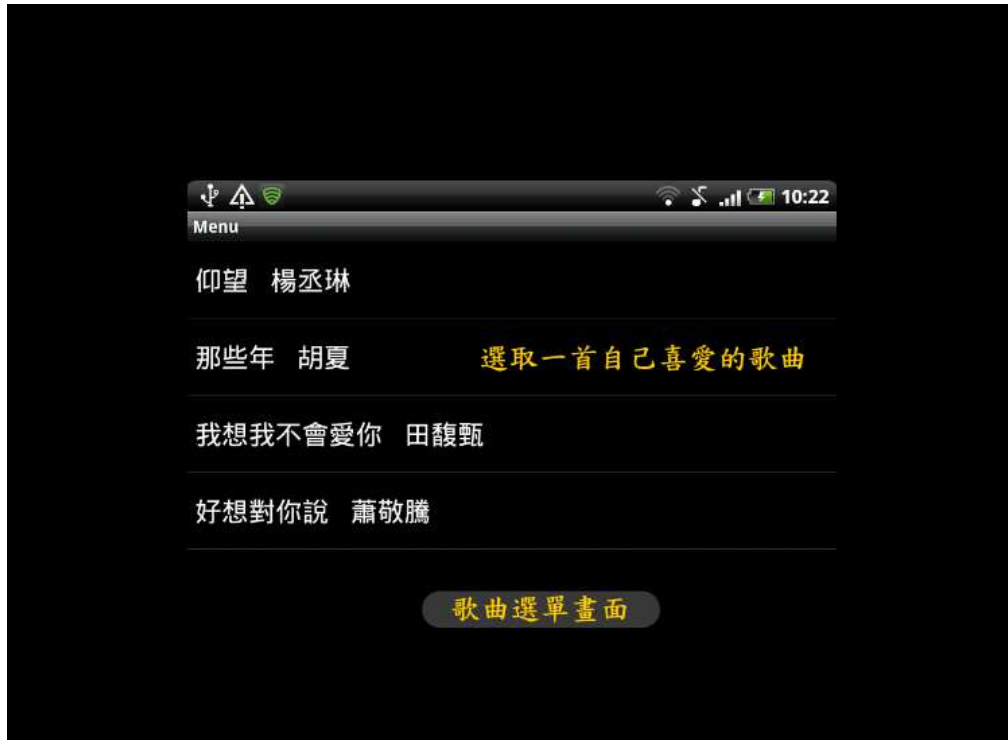 10:22
Menu
仰望 楊丞琳
那些年 胡夏
選取一首自己喜愛的歌曲
我想我不會愛你 田馥甄
好想對你說 蕭敬騰
歌曲選單畫面